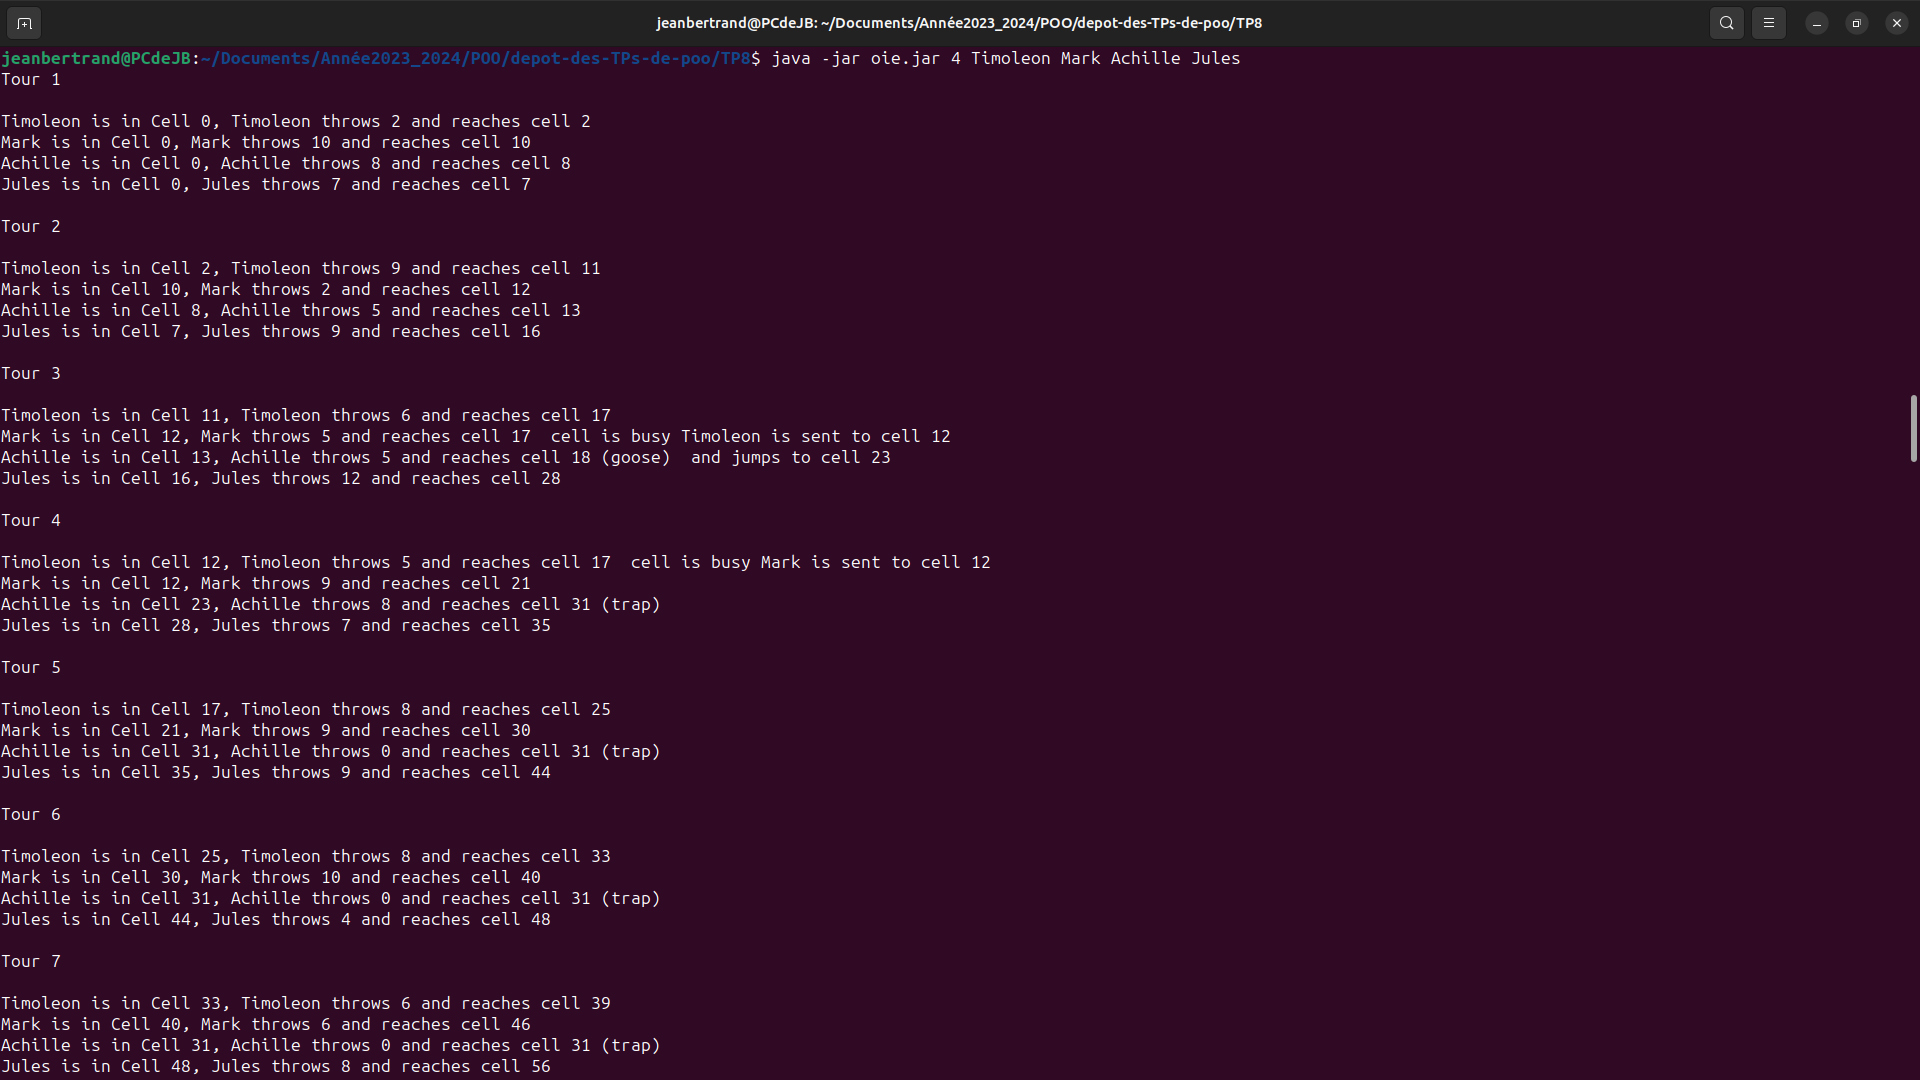 jeanbertrand@PCdeJB: ~/Documents/Année2023_2024/POO/depot-des-TPs-de-poo/TP8
jeanbertrand@PCdeJB:~/Documents/Année2023_2024/POO/depot-des-TPs-de-poo/TP8$ java -jar oie.jar 4 Timoleon Mark Achille Jules
Tour 1
Timoleon is in Cell 0, Timoleon throws 2 and reaches cell 2
Mark is in Cell 0, Mark throws 10 and reaches cell 10
Achille is in Cell 0, Achille throws 8 and reaches cell 8
Jules is in Cell 0, Jules throws 7 and reaches cell 7
Tour 2
Timoleon is in Cell 2, Timoleon throws 9 and reaches cell 11
Mark is in Cell 10, Mark throws 2 and reaches cell 12
Achille is in Cell 8, Achille throws 5 and reaches cell 13
Jules is in Cell 7, Jules throws 9 and reaches cell 16
Tour 3
Timoleon is in Cell 11, Timoleon throws 6 and reaches cell 17
Mark is in Cell 12, Mark throws 5 and reaches cell 17  cell is busy Timoleon is sent to cell 12
Achille is in Cell 13, Achille throws 5 and reaches cell 18 (goose)  and jumps to cell 23
Jules is in Cell 16, Jules throws 12 and reaches cell 28
Tour 4
Timoleon is in Cell 12, Timoleon throws 5 and reaches cell 17  cell is busy Mark is sent to cell 12
Mark is in Cell 12, Mark throws 9 and reaches cell 21
Achille is in Cell 23, Achille throws 8 and reaches cell 31 (trap)
Jules is in Cell 28, Jules throws 7 and reaches cell 35
Tour 5
Timoleon is in Cell 17, Timoleon throws 8 and reaches cell 25
Mark is in Cell 21, Mark throws 9 and reaches cell 30
Achille is in Cell 31, Achille throws 0 and reaches cell 31 (trap)
Jules is in Cell 35, Jules throws 9 and reaches cell 44
Tour 6
Timoleon is in Cell 25, Timoleon throws 8 and reaches cell 33
Mark is in Cell 30, Mark throws 10 and reaches cell 40
Achille is in Cell 31, Achille throws 0 and reaches cell 31 (trap)
Jules is in Cell 44, Jules throws 4 and reaches cell 48
Tour 7
Timoleon is in Cell 33, Timoleon throws 6 and reaches cell 39
Mark is in Cell 40, Mark throws 6 and reaches cell 46
Achille is in Cell 31, Achille throws 0 and reaches cell 31 (trap)
Jules is in Cell 48, Jules throws 8 and reaches cell 56